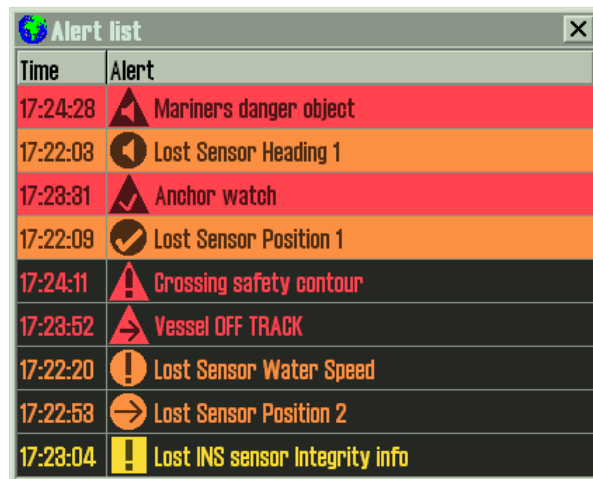 Alert list
Time Alert
17:24:28 Mariners danger object
17:22:03 Lost Sensor Heading 1
17:23:31 Anchor watch
17:22:09 Lost Sensor Position 1
17:24:11 Crossing safety contour
17:23:52 Vessel OFF TRACK
17:22:20 Lost Sensor Water Speed
17:22:53 Lost Sensor Position 2
17:23:04 Lost INS sensor Integrity info